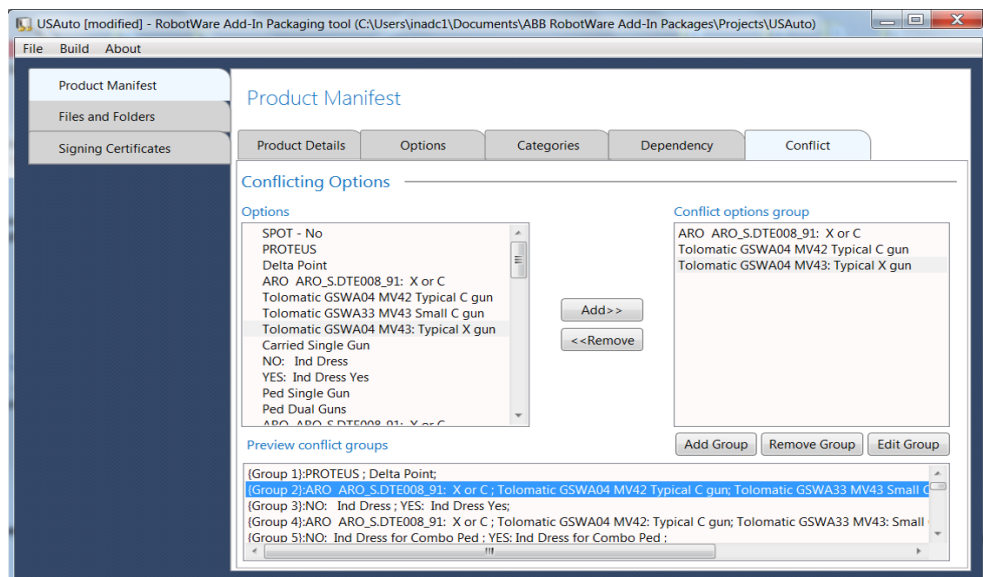 USAuto [modified] - RobotWare Add-In Packaging tool (C:\Users\inadc1\Documents\ABB RobotWare Add-In Packages\Projects\USAuto)
File Build About
Product Manifest
Files and Folders
Signing Certificates
Product Manifest
Product Details Options Categories Dependency Conflict
Conflicting Options
Options
SPOT - No
PROTEUS
Delta Point
ARO ARO_S.DTE008_91: X or C
Tolomatic GSWA04 MV42 Typical C gun
Tolomatic GSWA33 MV43 Small C gun
Tolomatic GSWA04 MV43: Typical X gun
Carried Single Gun
NO: Ind Dress
YES: Ind Dress Yes
Ped Single Gun
Ped Dual Guns
ARO ARO_S.DTE008_91: X or C
Add>>
<<Remove
Conflict options group
ARO ARO_S.DTE008_91: X or C
Tolomatic GSWA04 MV42 Typical C gun
Tolomatic GSWA04 MV43: Typical X gun
Preview conflict groups
Add Group Remove Group Edit Group
{Group 1}:PROTEUS ; Delta Point;
{Group 2}:ARO ARO_S.DTE008_91: X or C ; Tolomatic GSWA04 MV42 Typical C gun; Tolomatic GSWA33 MV43 Small C
{Group 3}:NO: Ind Dress ; YES: Ind Dress Yes;
{Group 4}:ARO ARO_S.DTE008_91: X or C ; Tolomatic GSWA04 MV42: Typical C gun; Tolomatic GSWA33 MV43: Small
{Group 5}:NO: Ind Dress for Combo Ped ; YES: Ind Dress for Combo Ped ;